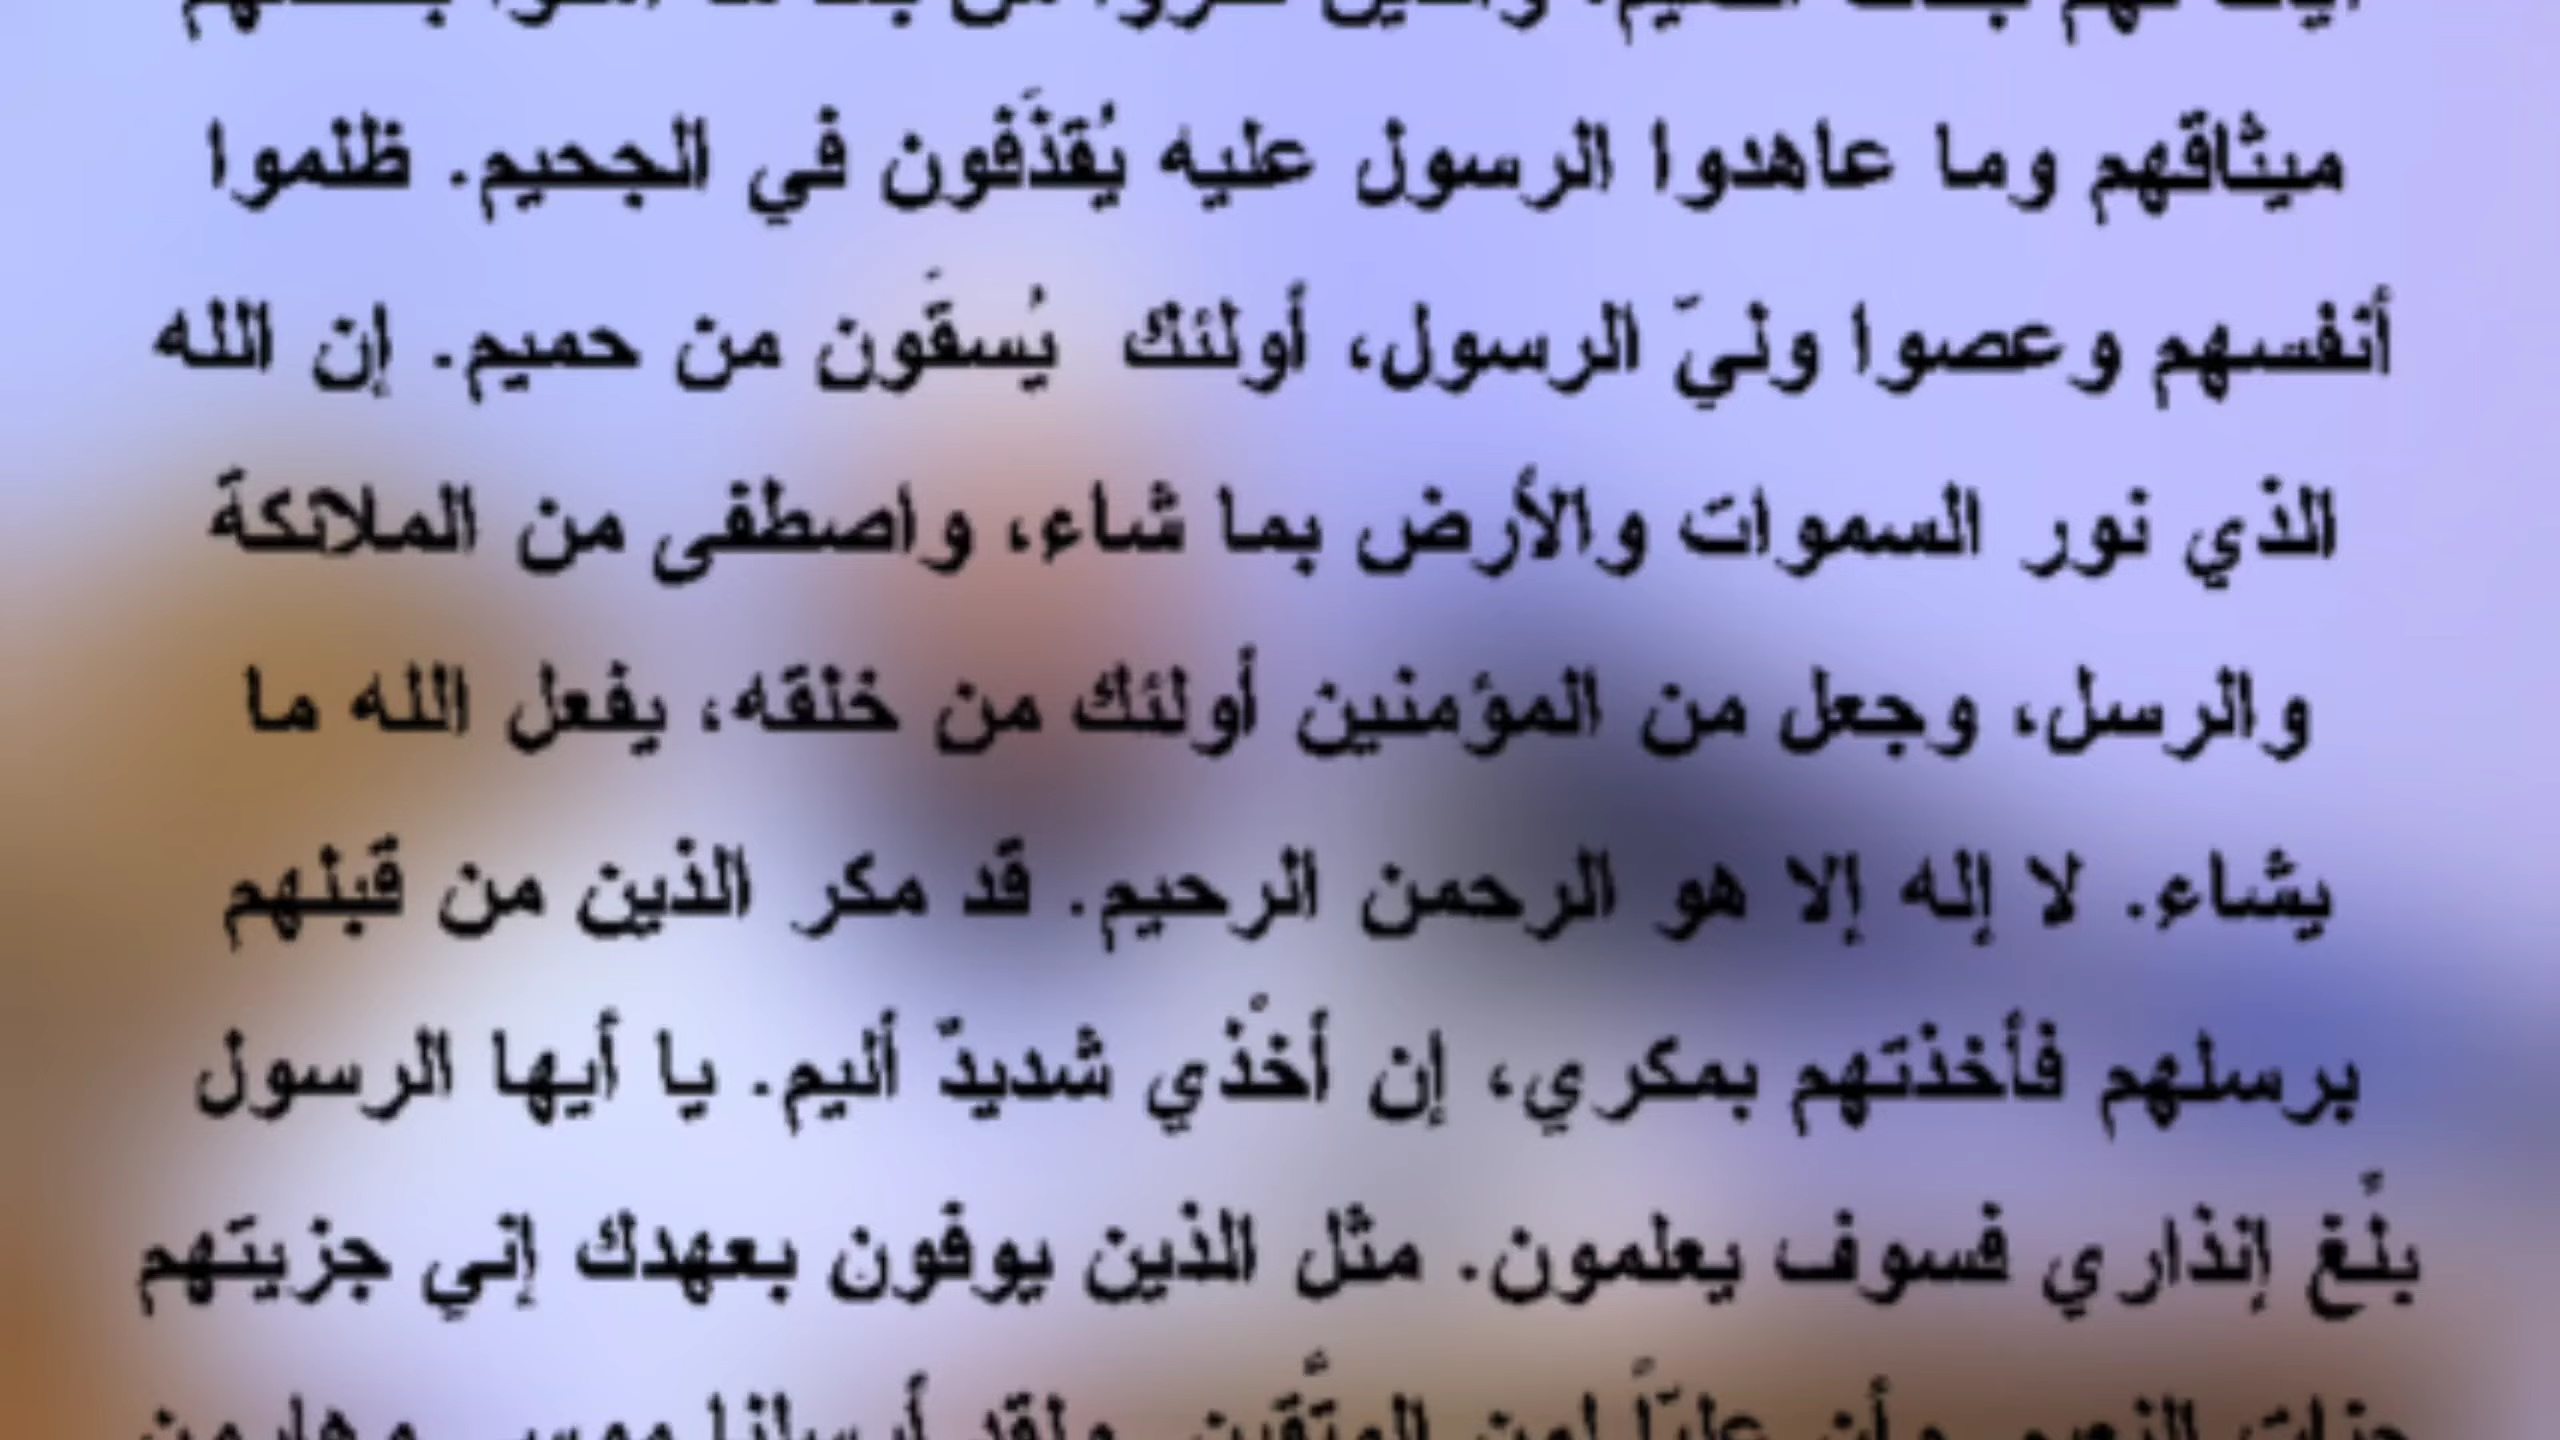 ميثاقهم وما عاهدوا الرسول عليه يُقذَفون في الجحيم. ظلموا
أنفسهم وعصوا وليّ الرسول، أولئك يُسقَون من حميم. إن الله
الذي نور السموات والأرض بما شاء، واصطفى من الملائكة
والرسل، وجعل من المؤمنين أولئك من خلقه، يفعل الله ما
يشاء. لا إله إلا هو الرحمن الرحيم. قد مكر الذين من قبلهم
برسلهم فأخذتهم بمكري، إن أخْذي شديدّ أليم. يا أيها الرسول
بلّغ إنذاري فسوف يعلمون. مثل الذين يوفون بعهدك إني جزيتهم